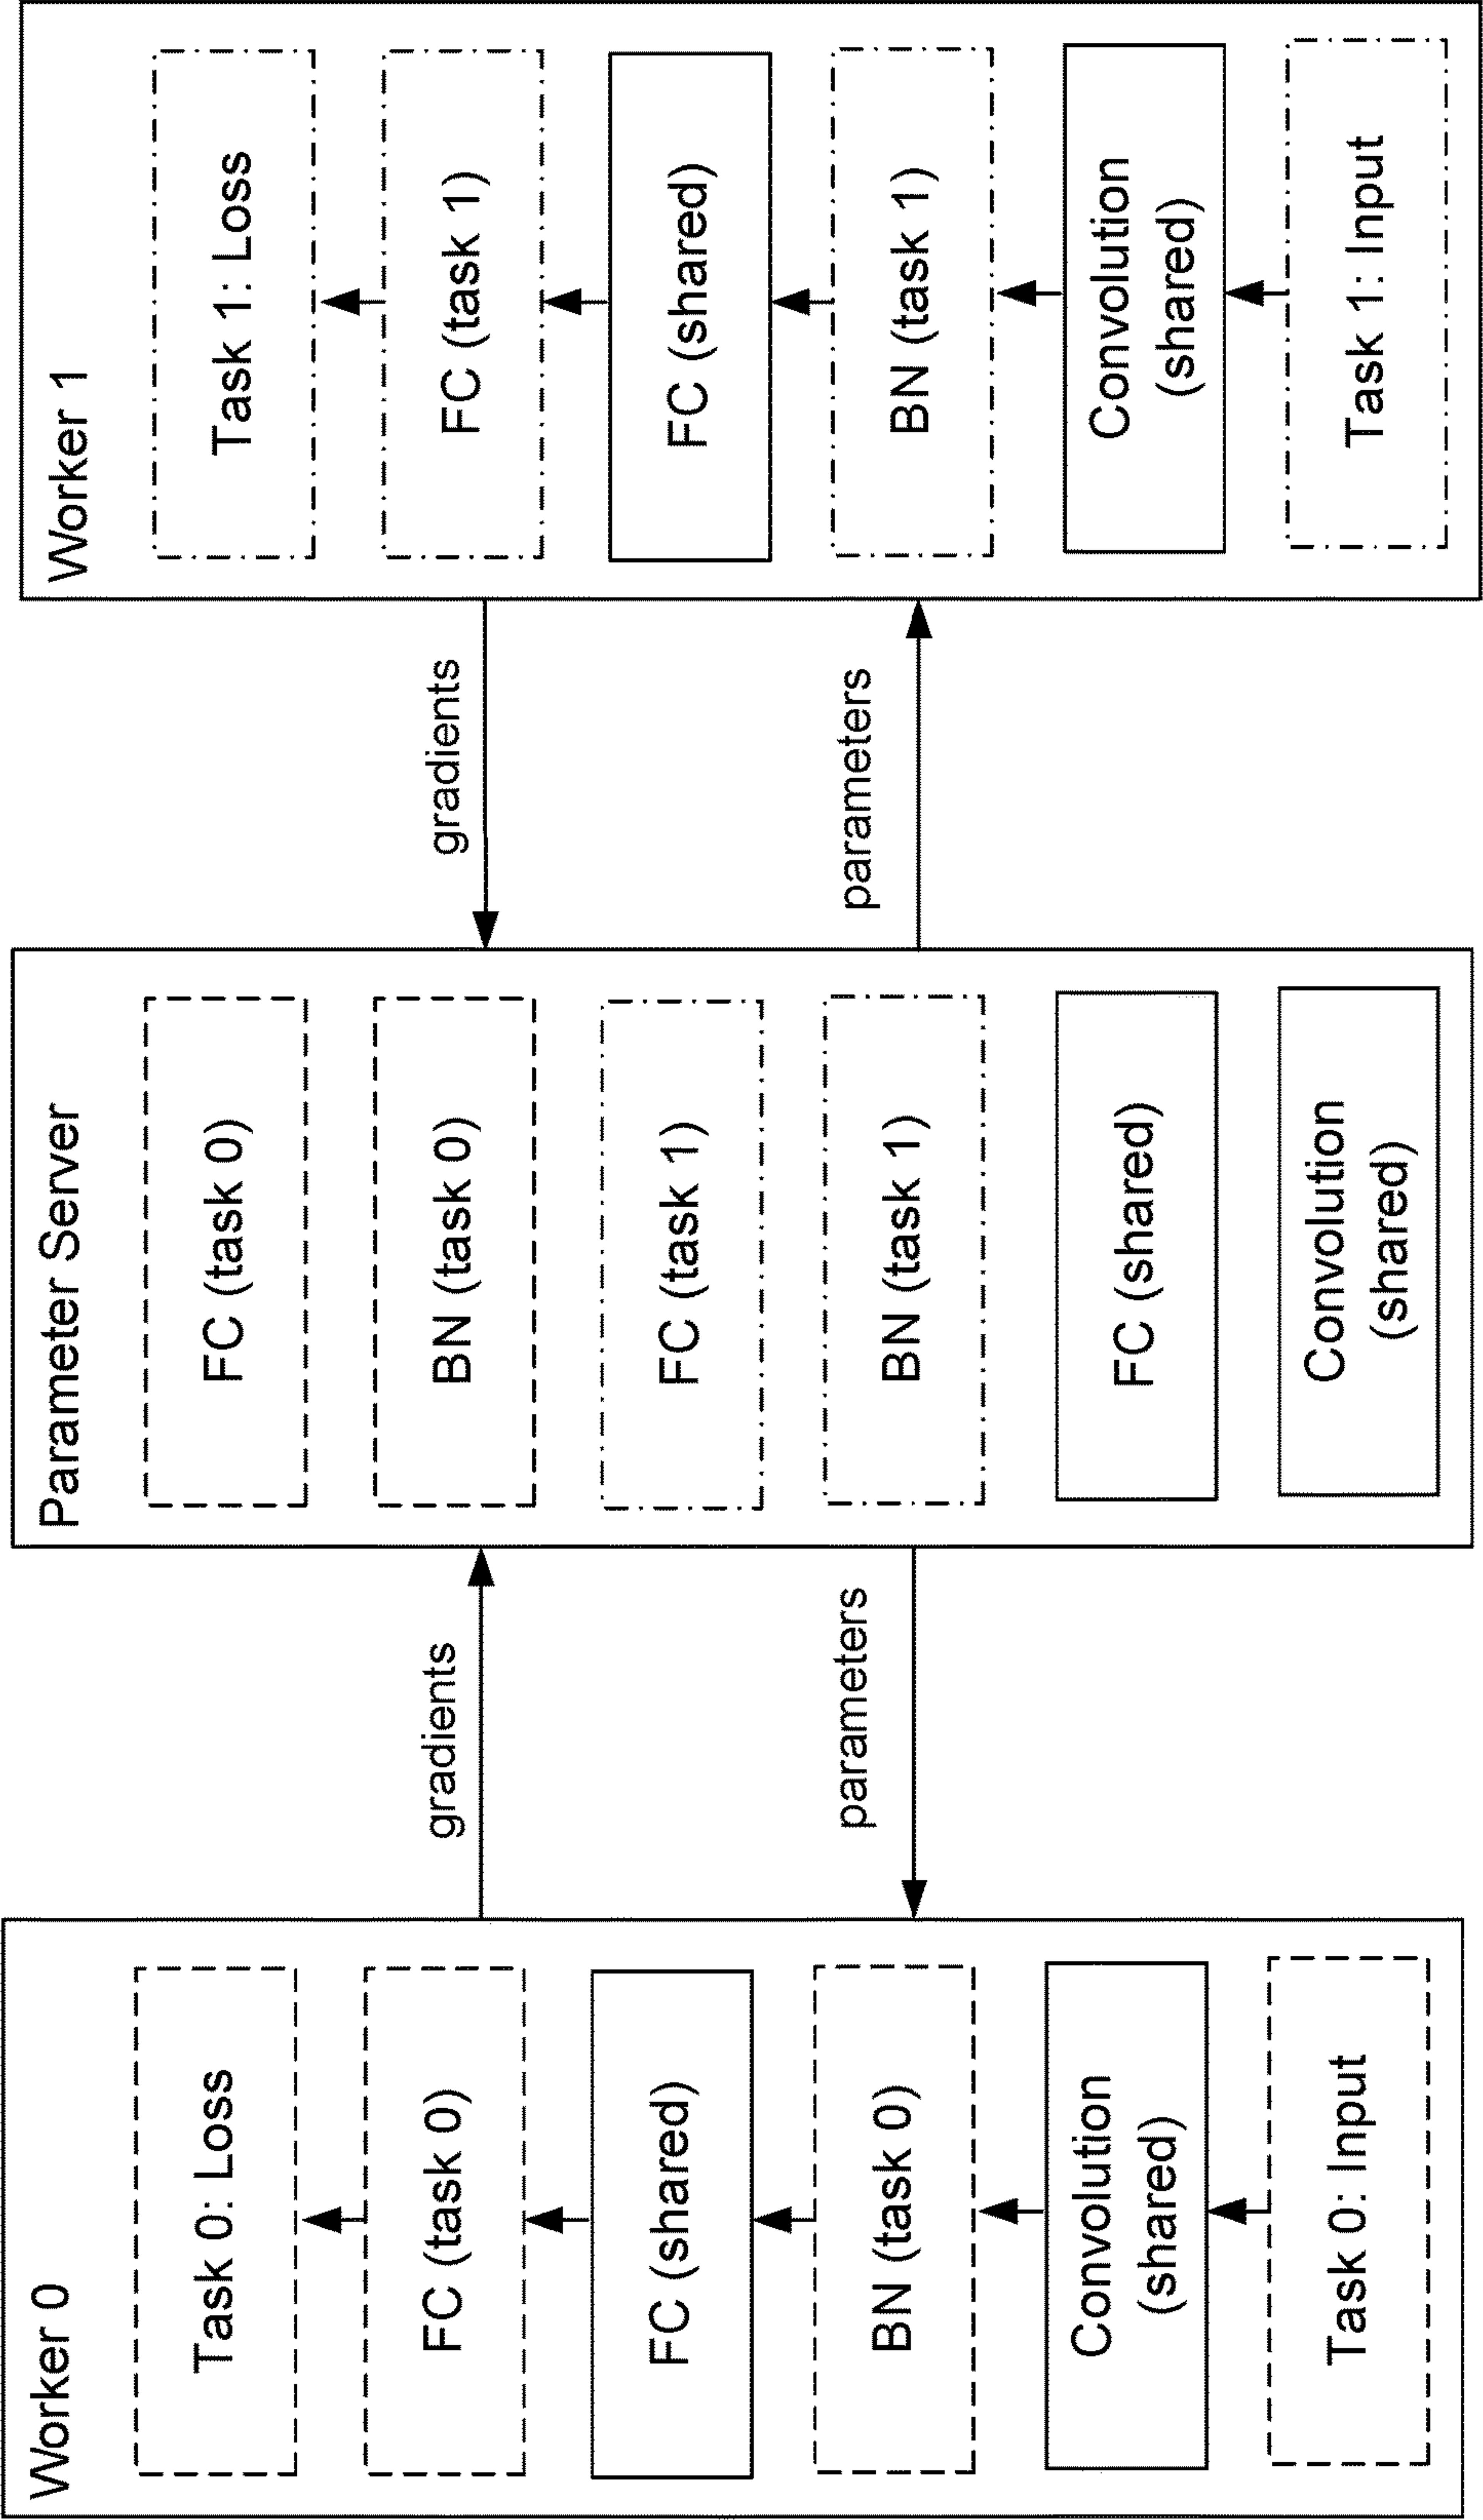 Worker 0
Task 0: Loss
FC (task 0)
FC (shared)
BN (task 0)
Convolution
(shared)
Task 0: Input
gradients
parameters
Parameter Server
FC (task 0)
BN (task 0)
FC (task 1)
BN (task 1)
FC (shared)
Convolution
(shared)
gradients
parameters
Worker 1
Task 1: Loss
FC (task 1)
FC (shared)
BN (task 1)
Convolution
(shared)
Task 1: Input